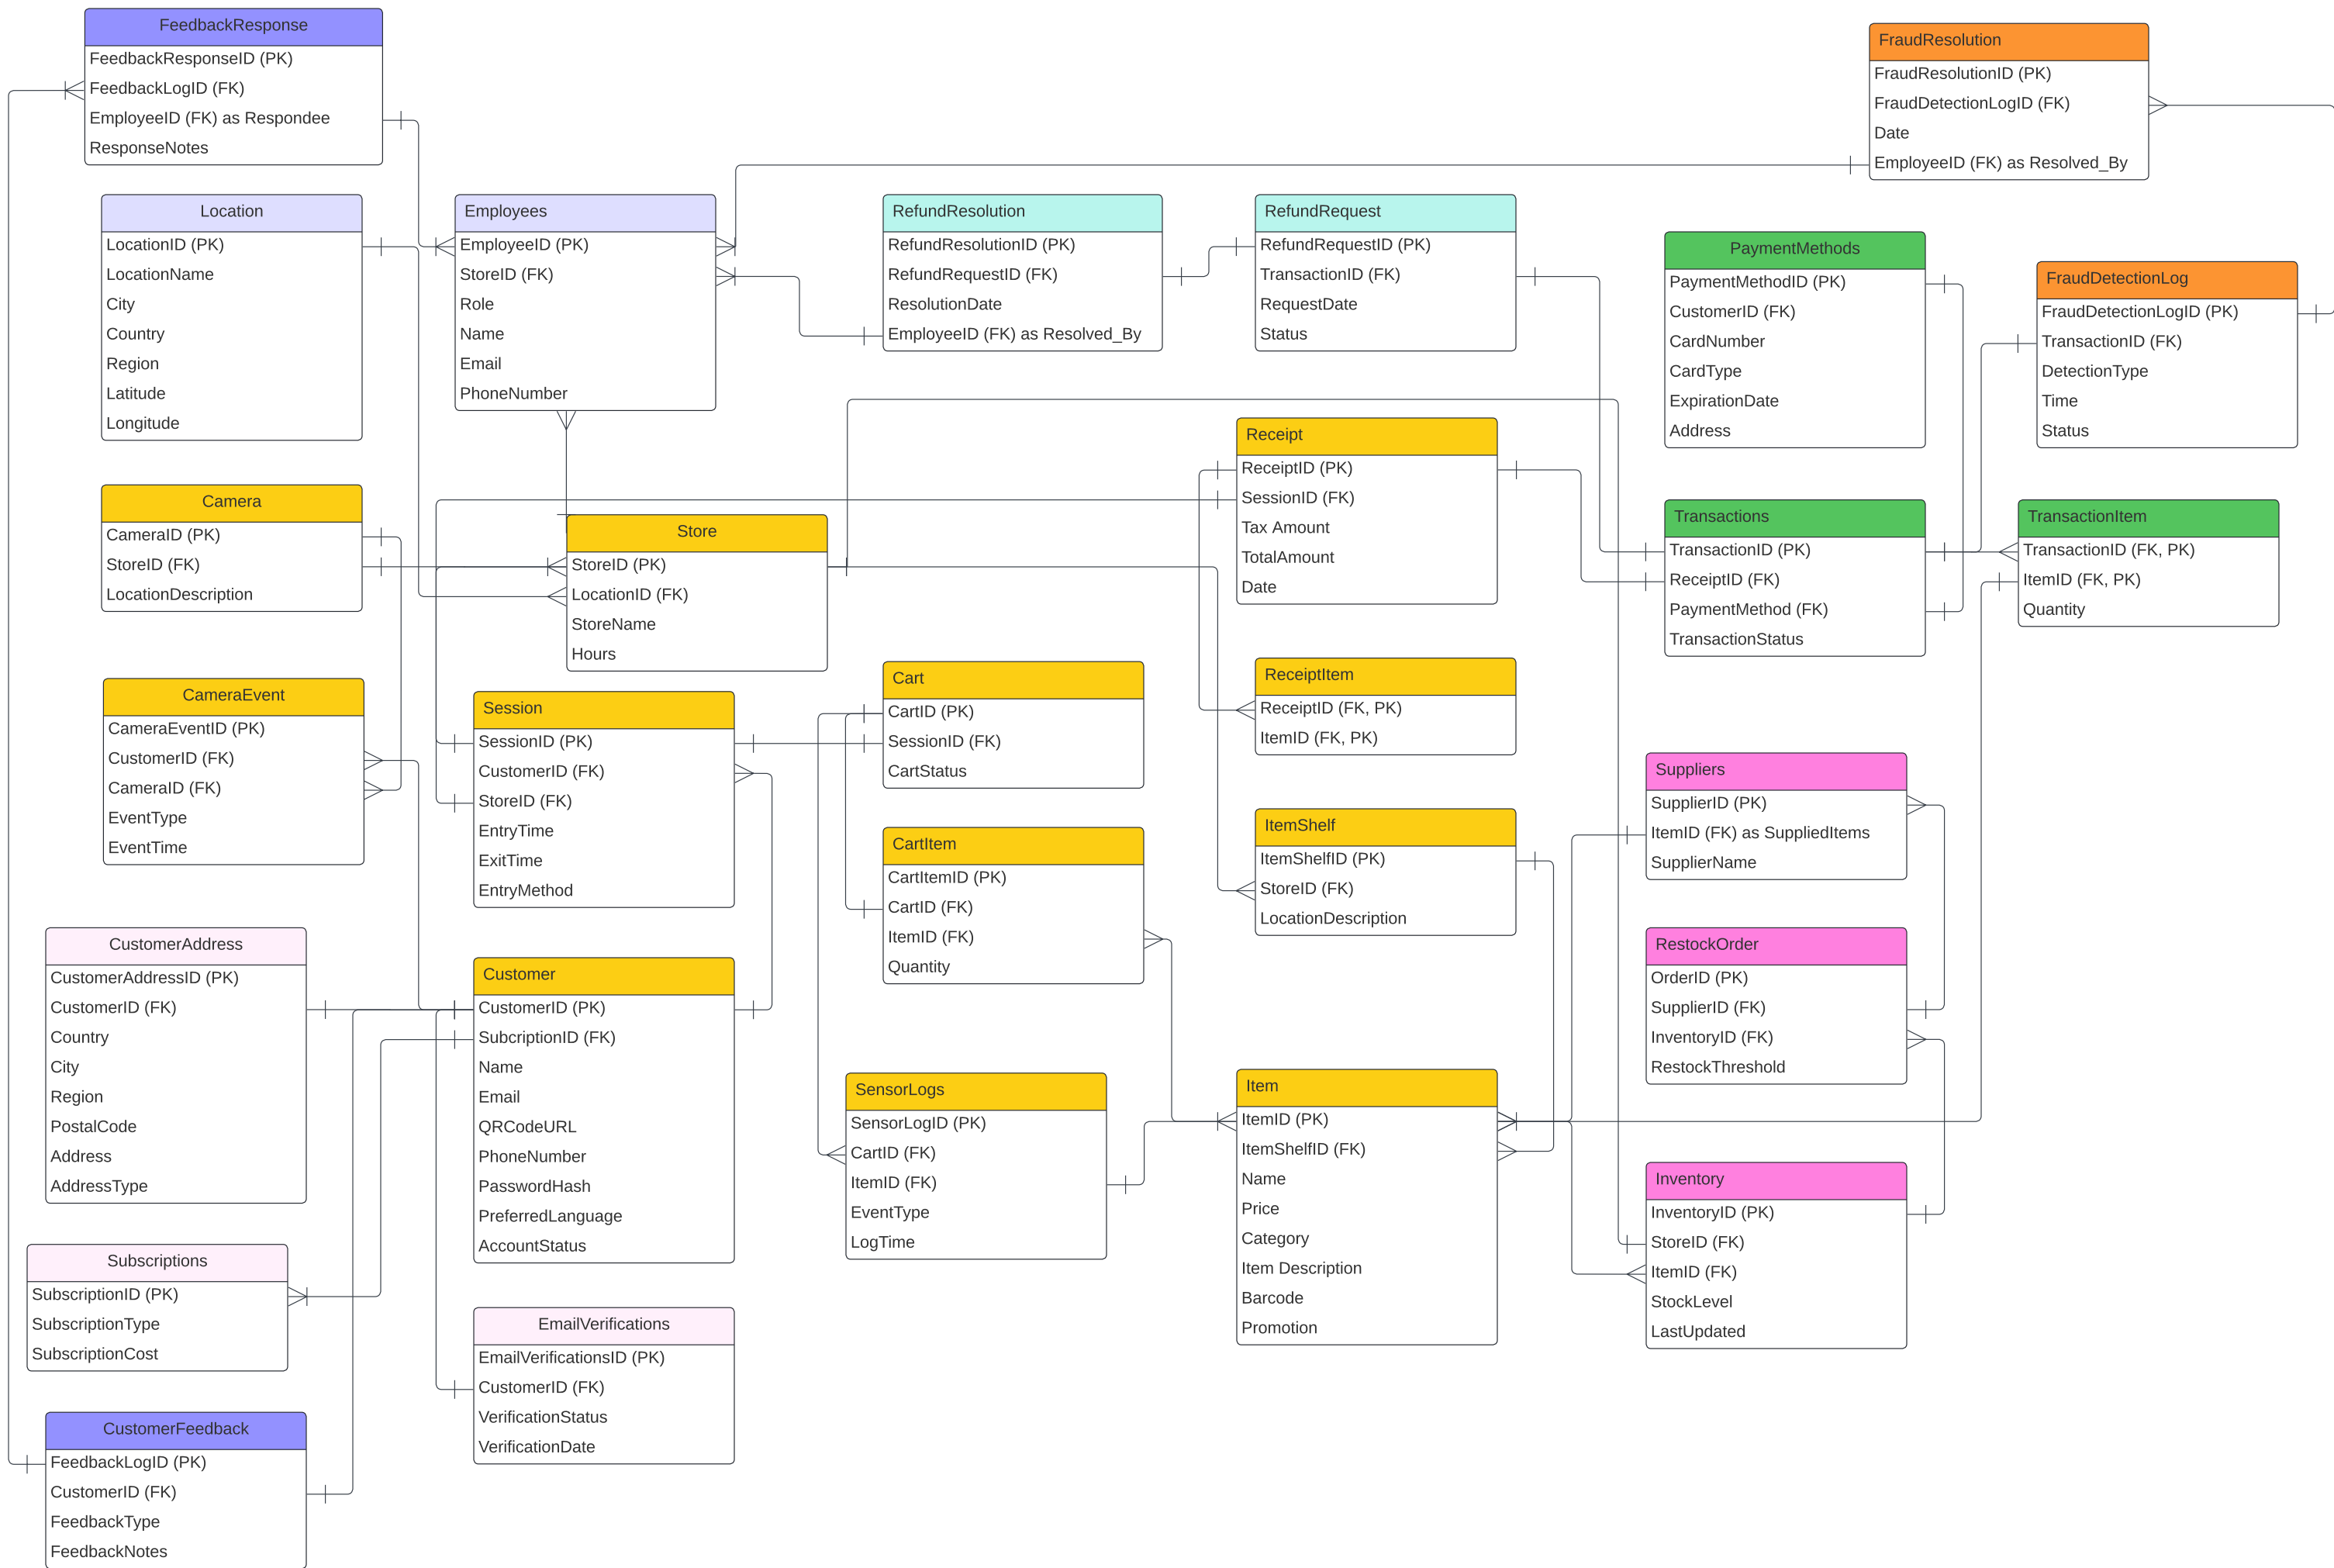 FeedbackResponse
FeedbackResponseID (PK)
FeedbackLogID (FK)
EmployeeID (FK) as Respondee
ResponseNotes
FraudResolution
FraudResolutionID (PK)
FraudDetectionLogID (FK)
Date
EmployeeID (FK) as Resolved_By
Location
LocationID (PK)
LocationName
City
Country
Region
Latitude
Longitude
Employees
EmployeeID (PK)
StoreID (FK)
Role
Name
Email
PhoneNumber
RefundResolution
RefundResolutionID (PK)
RefundRequestID (FK)
ResolutionDate
EmployeeID (FK) as Resolved_By
RefundRequest
RefundRequestID (PK)
TransactionID (FK)
RequestDate
Status
PaymentMethods
PaymentMethodID (PK)
CustomerID (FK)
CardNumber
CardType
ExpirationDate
Address
FraudDetectionLog
FraudDetectionLogID (PK)
TransactionID (FK)
DetectionType
Time
Status
Camera
CameraID (PK)
StoreID (FK)
LocationDescription
Store
StoreID (PK)
LocationID (FK)
StoreName
Hours
Receipt
ReceiptID (PK)
SessionID (FK)
Tax Amount
TotalAmount
Date
Transactions
TransactionID (PK)
ReceiptID (FK)
PaymentMethod (FK)
TransactionStatus
TransactionItem
TransactionID (FK, PK)
ItemID (FK, PK)
Quantity
CameraEvent
CameraEventID (PK)
CustomerID (FK)
CameraID (FK)
EventType
EventTime
Session
SessionID (PK)
CustomerID (FK)
StoreID (FK)
EntryTime
ExitTime
EntryMethod
Cart
CartID (PK)
SessionID (FK)
CartStatus
ReceiptItem
ReceiptID (FK, PK)
ItemID (FK, PK)
Suppliers
SupplierID (PK)
ItemID (FK) as SuppliedItems
SupplierName
CartItem
CartItemID (PK)
CartID (FK)
ItemID (FK)
Quantity
ItemShelf
ItemShelfID (PK)
StoreID (FK)
LocationDescription
CustomerAddress
CustomerAddressID (PK)
CustomerID (FK)
Country
City
Region
PostalCode
Address
AddressType
Customer
CustomerID (PK)
SubcriptionID (FK)
Name
Email
QRCodeURL
PhoneNumber
PasswordHash
PreferredLanguage
AccountStatus
RestockOrder
OrderID (PK)
SupplierID (FK)
InventoryID (FK)
RestockThreshold
SensorLogs
SensorLogID (PK)
CartID (FK)
ItemID (FK)
EventType
LogTime
Item
ItemID (PK)
ItemShelfID (FK)
Name
Price
Category
Item Description
Barcode
Promotion
Inventory
InventoryID (PK)
StoreID (FK)
ItemID (FK)
StockLevel
LastUpdated
Subscriptions
SubscriptionID (PK)
SubscriptionType
SubscriptionCost
EmailVerifications
EmailVerificationsID (PK)
CustomerID (FK)
VerificationStatus
VerificationDate
CustomerFeedback
FeedbackLogID (PK)
CustomerID (FK)
FeedbackType
FeedbackNotes